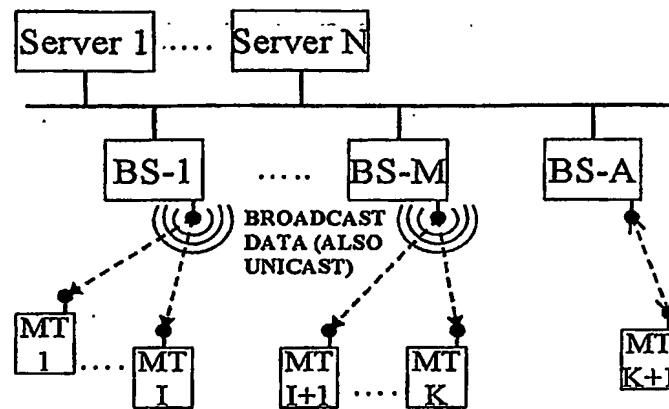 Server 1 ..... Server N
BS-1 ..... BS-M BS-A
BROADCAST
DATA (ALSO
UNICAST)
MT
1 .....
MT
I
MT
I+1 ....
MT
K
MT
K+1